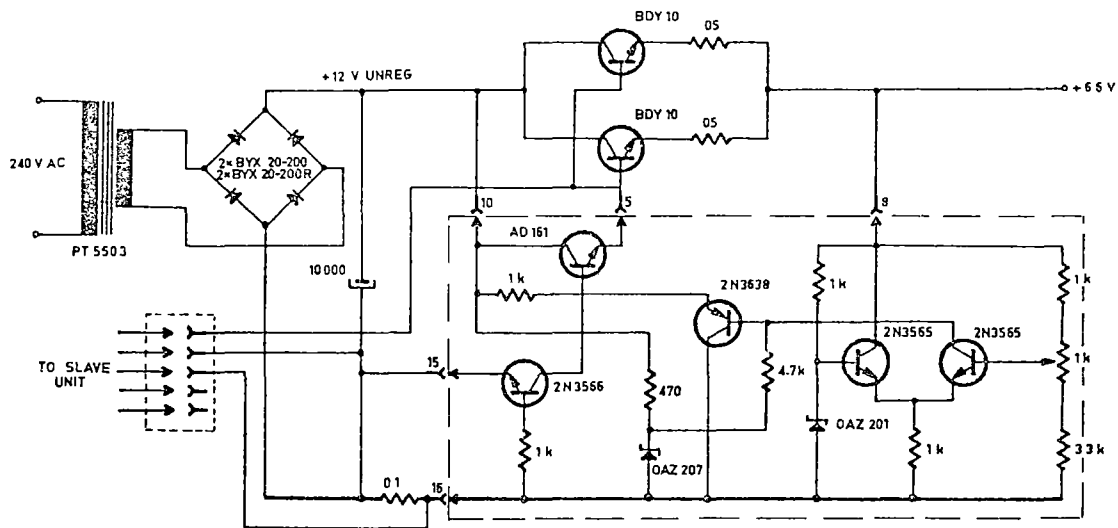 BDY 10
05
+12 V UNREG
+6 5 V
BDY 10
05
240 V AC
2× BYX 20-200
2× BYX 20-200R
PT 5503
10
5
8
AD 161
10 000
1 k
2N3638
1 k
1 k
2N3565
2N3565
1 k
TO SLAVE
UNIT
15
2N3566
470
4.7k
OAZ 201
1 k
OAZ 207
1 k
3 3 k
0 1
16